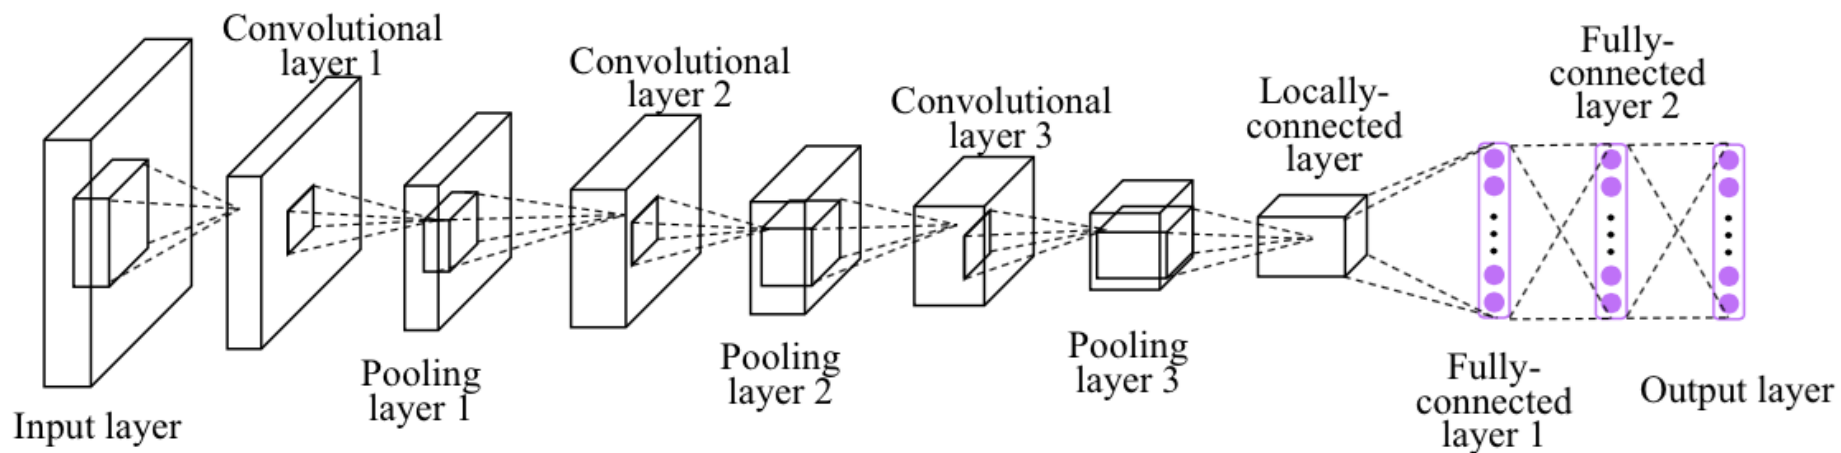 Input layer
Convolutional
layer 1
Pooling
layer 1
Convolutional
layer 2
Pooling
layer 2
Convolutional
layer 3
Pooling
layer 3
Locally-
connected
layer
Fully-
connected
layer 1
Fully-
connected
layer 2
Output layer